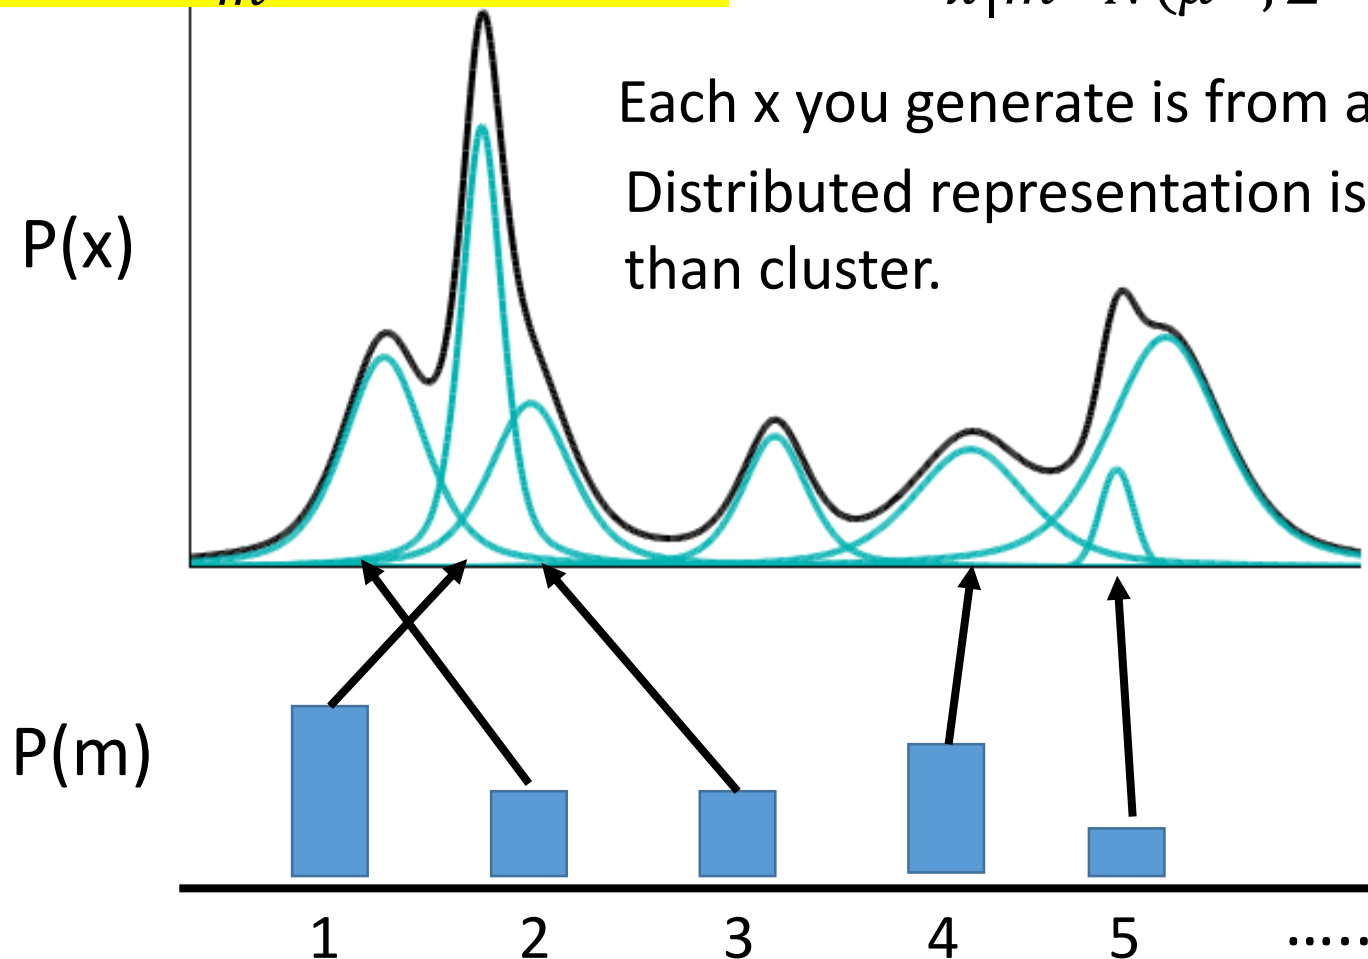 m
Each x you generate is from a
Distributed representation is
than cluster.
P(x)
P(m)
1 2 3 4 5 ·····